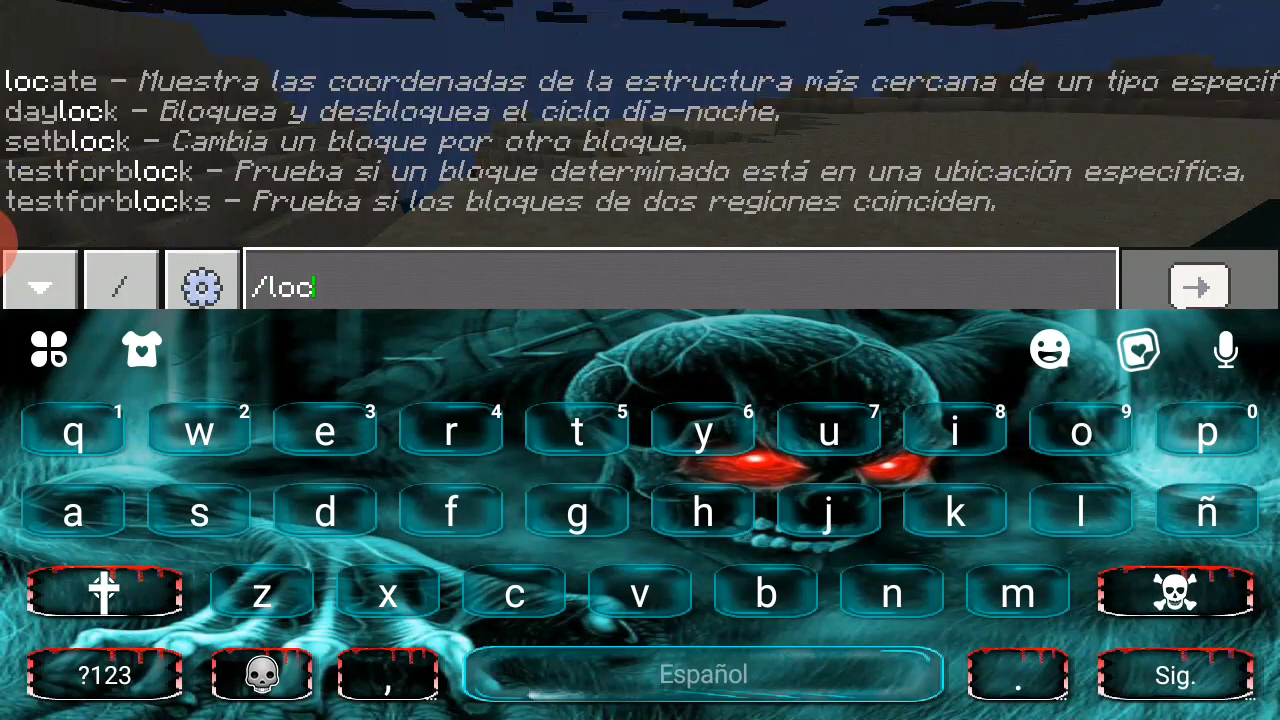 locate - Muestra las coordenadas de la estructura más cercana de un tipo específ
daylock - Bloquea y desbloquea el ciclo día-noche.
setblock - Cambia un bloque por otro bloque.
testforblock - Prueba si un bloque determinado está en una ubicación específica.
testforblocks - Prueba si los bloques de dos regiones coinciden.
/ /loc
1 2 3 4 5 6 7 8 9 0
q w e r t y u i o p
a s d f g h j k l ñ
z x c v b n m
?123 , Español . Sig.